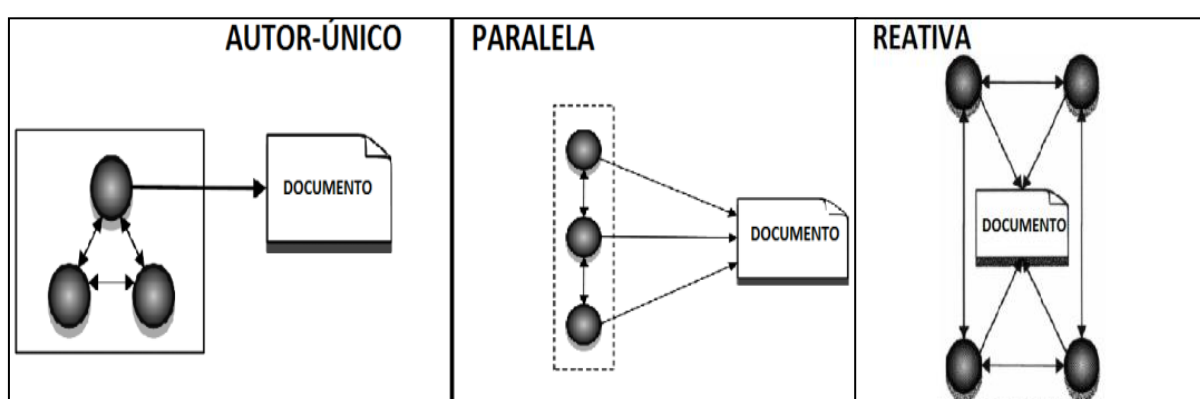 AUTOR-ÚNICO
DOCUMENTO
PARALELA
DOCUMENTO
REATIVA
DOCUMENTO